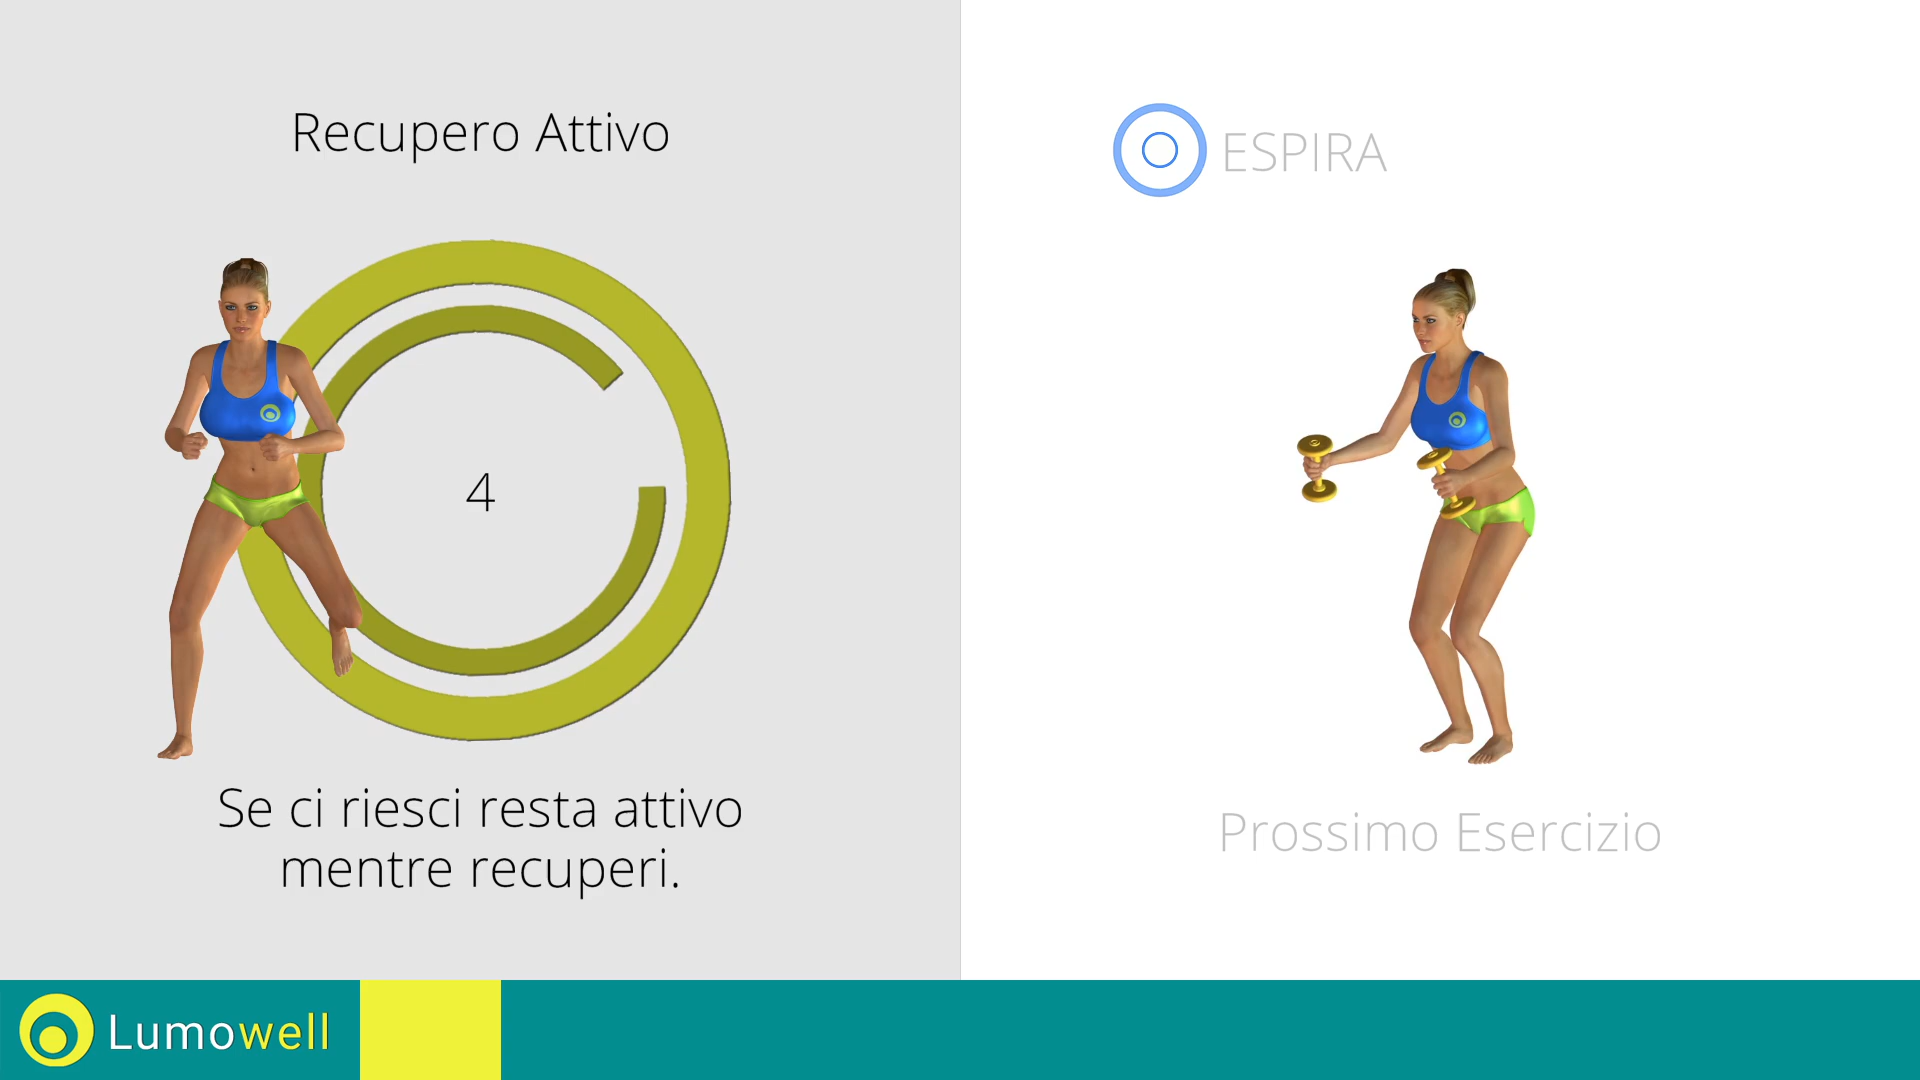 Recupero Attivo
4
Se ci riesci resta attivo
mentre recuperi.
ESPIRA
Prossimo Esercizio
Lumowell